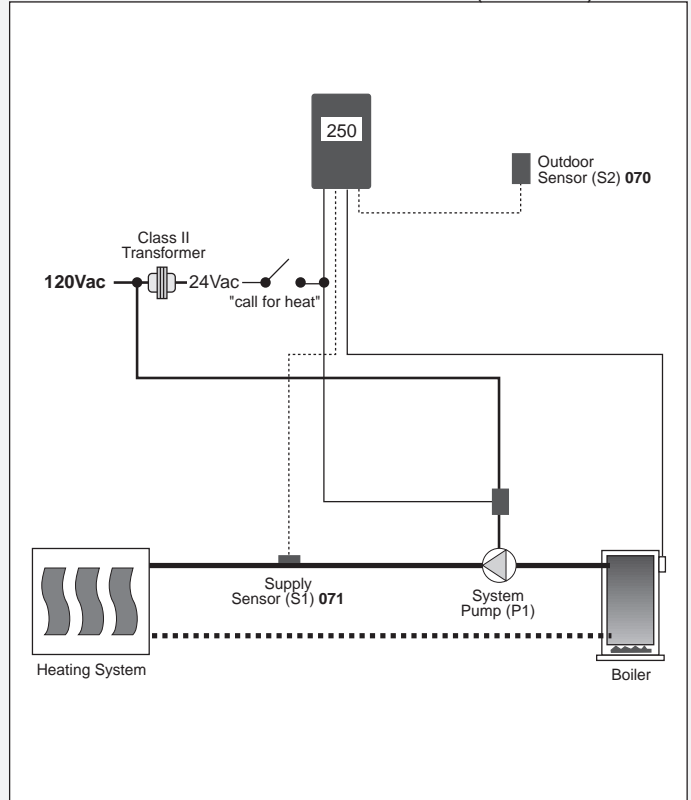 250
Outdoor
Sensor (S2) 070
Class II
Transformer
120Vac
24Vac
"call for heat"
Supply
Sensor (S1) 071
System
Pump (P1)
Heating System
Boiler